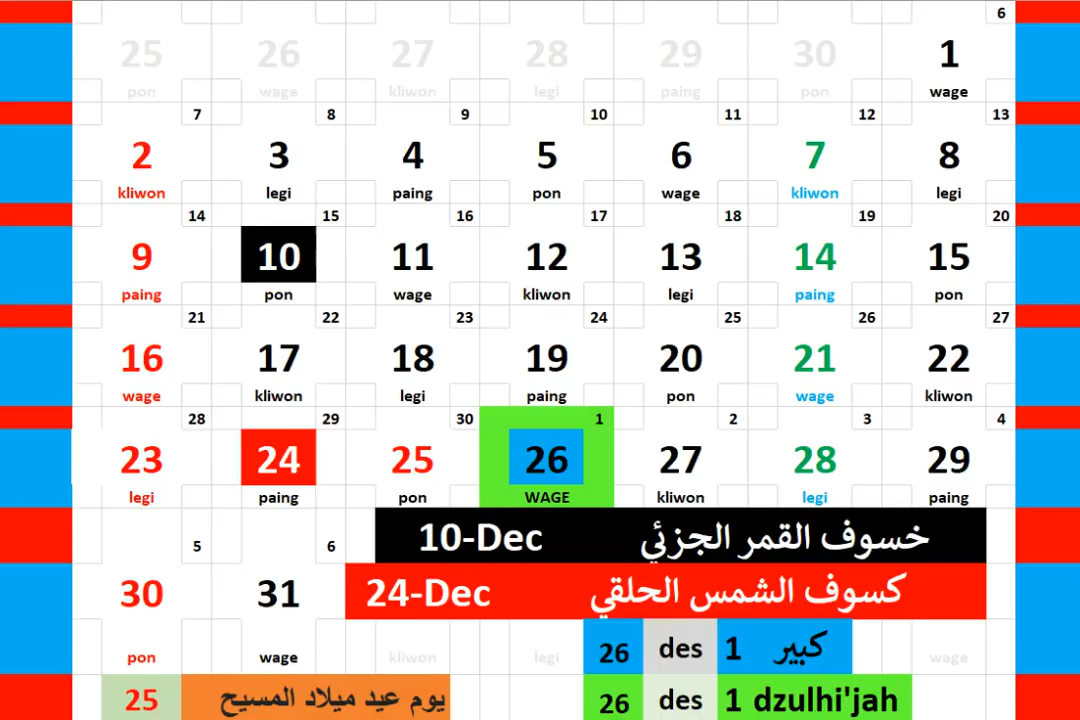 6
25 26 27 28 29 30 1
pon wage kliwon legi paing pon wage
7 8 9 10 11 12 13
2 3 4 5 6 7 8
kliwon legi paing pon wage kliwon legi
14 15 16 17 18 19 20
9 10 11 12 13 14 15
paing pon wage kliwon legi paing pon
21 22 23 24 25 26 27
16 17 18 19 20 21 22
wage kliwon legi paing pon wage kliwon
28 29 30 1 2 3 4
23 24 25 26 27 28 29
legi paing pon WAGE kliwon legi paing
5 6
10-Dec خسوف القمر الجزئي
30 31
24-Dec كسوف الشمس الحلقي
pon wage kliwon legi wage
26 des 1 كبير
25 يوم عيد ميلاد المسيح
26 des 1 dzulhi'jah